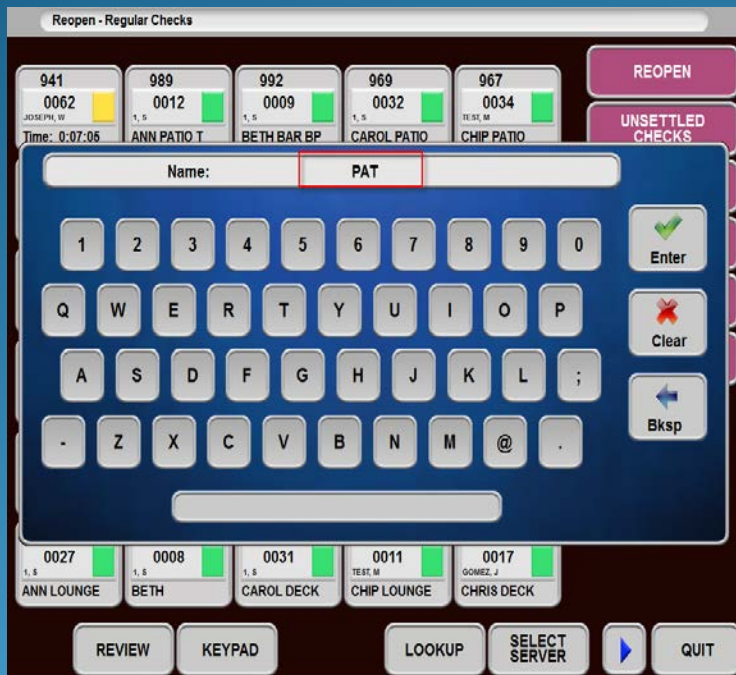 Reopen - Regular Checks
941 989 992 969 967
0062 0012 0009 0032 0034
JOSEPH, W 1, S 1, S 1, S TEST, M
Time: 0:07:05 ANN PATIO T BETH BAR BP CAROL PATIO CHIP PATIO
REOPEN
UNSETTLED
CHECKS
Name: PAT
1 2 3 4 5 6 7 8 9 0
Enter
Q W E R T Y U I O P
Clear
A S D F G H J K L ;
Bksp
- Z X C V B N M @ .
0027 0008 0031 0011 0017
1, S 1, S 1, S TEST, M GOMEZ, J
ANN LOUNGE BETH CAROL DECK CHIP LOUNGE CHRIS DECK
REVIEW KEYPAD LOOKUP SELECT
SERVER QUIT